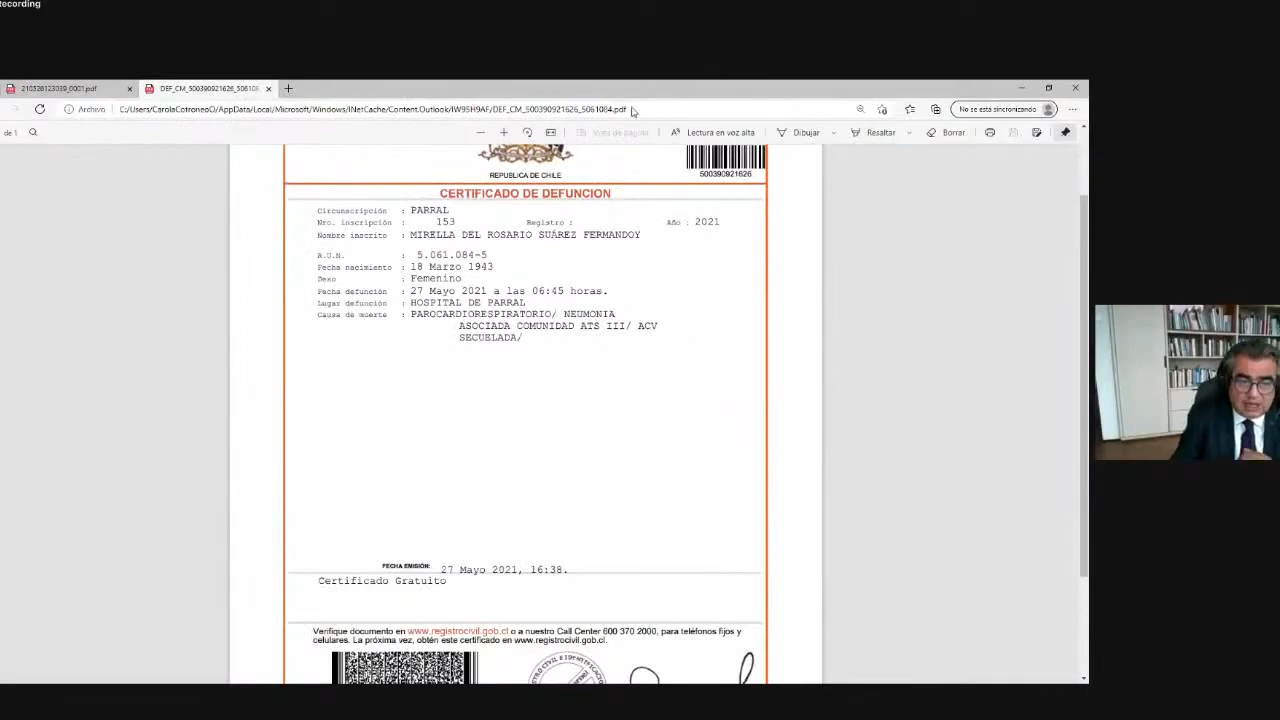 ecording
210526123039_0001.pdf
DEF_CM_500390921626_50610
Archivo
C:/Users/CarolaCotroneoO/AppData/Local/Microsoft/Windows/INetCache/Content.Outlook/IW95H9AF/DEF_CM_500390921626_5061084.pdf
No se está sincronizando
de 1
Vista de página
Lectura en voz alta
Dibujar
Resaltar
Borrar
REPUBLICA DE CHILE
500390921626
CERTIFICADO DE DEFUNCION
Circunscripción : PARRAL
Nro. inscripción : 153 Registro : Año : 2021
Nombre inscrito : MIRELLA DEL ROSARIO SUÁREZ FERMANDOY
R.U.N. : 5.061.084-5
Fecha nacimiento : 18 Marzo 1943
Sexo : Femenino
Fecha defunción : 27 Mayo 2021 a las 06:45 horas.
Lugar defunción : HOSPITAL DE PARRAL
Causa de muerte : PAROCARDIORESPIRATORIO/ NEUMONIA
ASOCIADA COMUNIDAD ATS III/ ACV
SECUELADA/
FECHA EMISIÓN: 27 Mayo 2021, 16:38.
Certificado Gratuito
Verifique documento en www.registrocivil.gob.cl o a nuestro Call Center 600 370 2000, para teléfonos fijos y
celulares. La próxima vez, obtén este certificado en www.registrocivil.gob.cl.